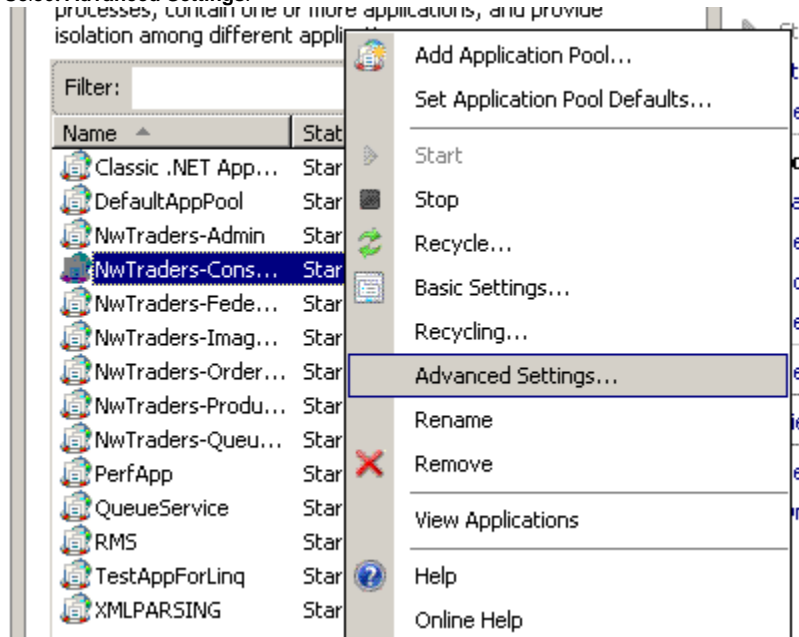 Select Advanced Settings.
processes, contain one or more applications, and provide
isolation among different appli
Filter:
Name Stat
Classic .NET App... Star
DefaultAppPool Star
NwTraders-Admin Star
NwTraders-Cons... Star
NwTraders-Fede... Star
NwTraders-Imag... Star
NwTraders-Order... Star
NwTraders-Produ... Star
NwTraders-Queu... Star
PerfApp Star
QueueService Star
RMS Star
TestAppForLinq Star
XMLPARSING Star
Add Application Pool...
Set Application Pool Defaults...
Start
Stop
Recycle...
Basic Settings...
Recycling...
Advanced Settings...
Rename
Remove
View Applications
Help
Online Help